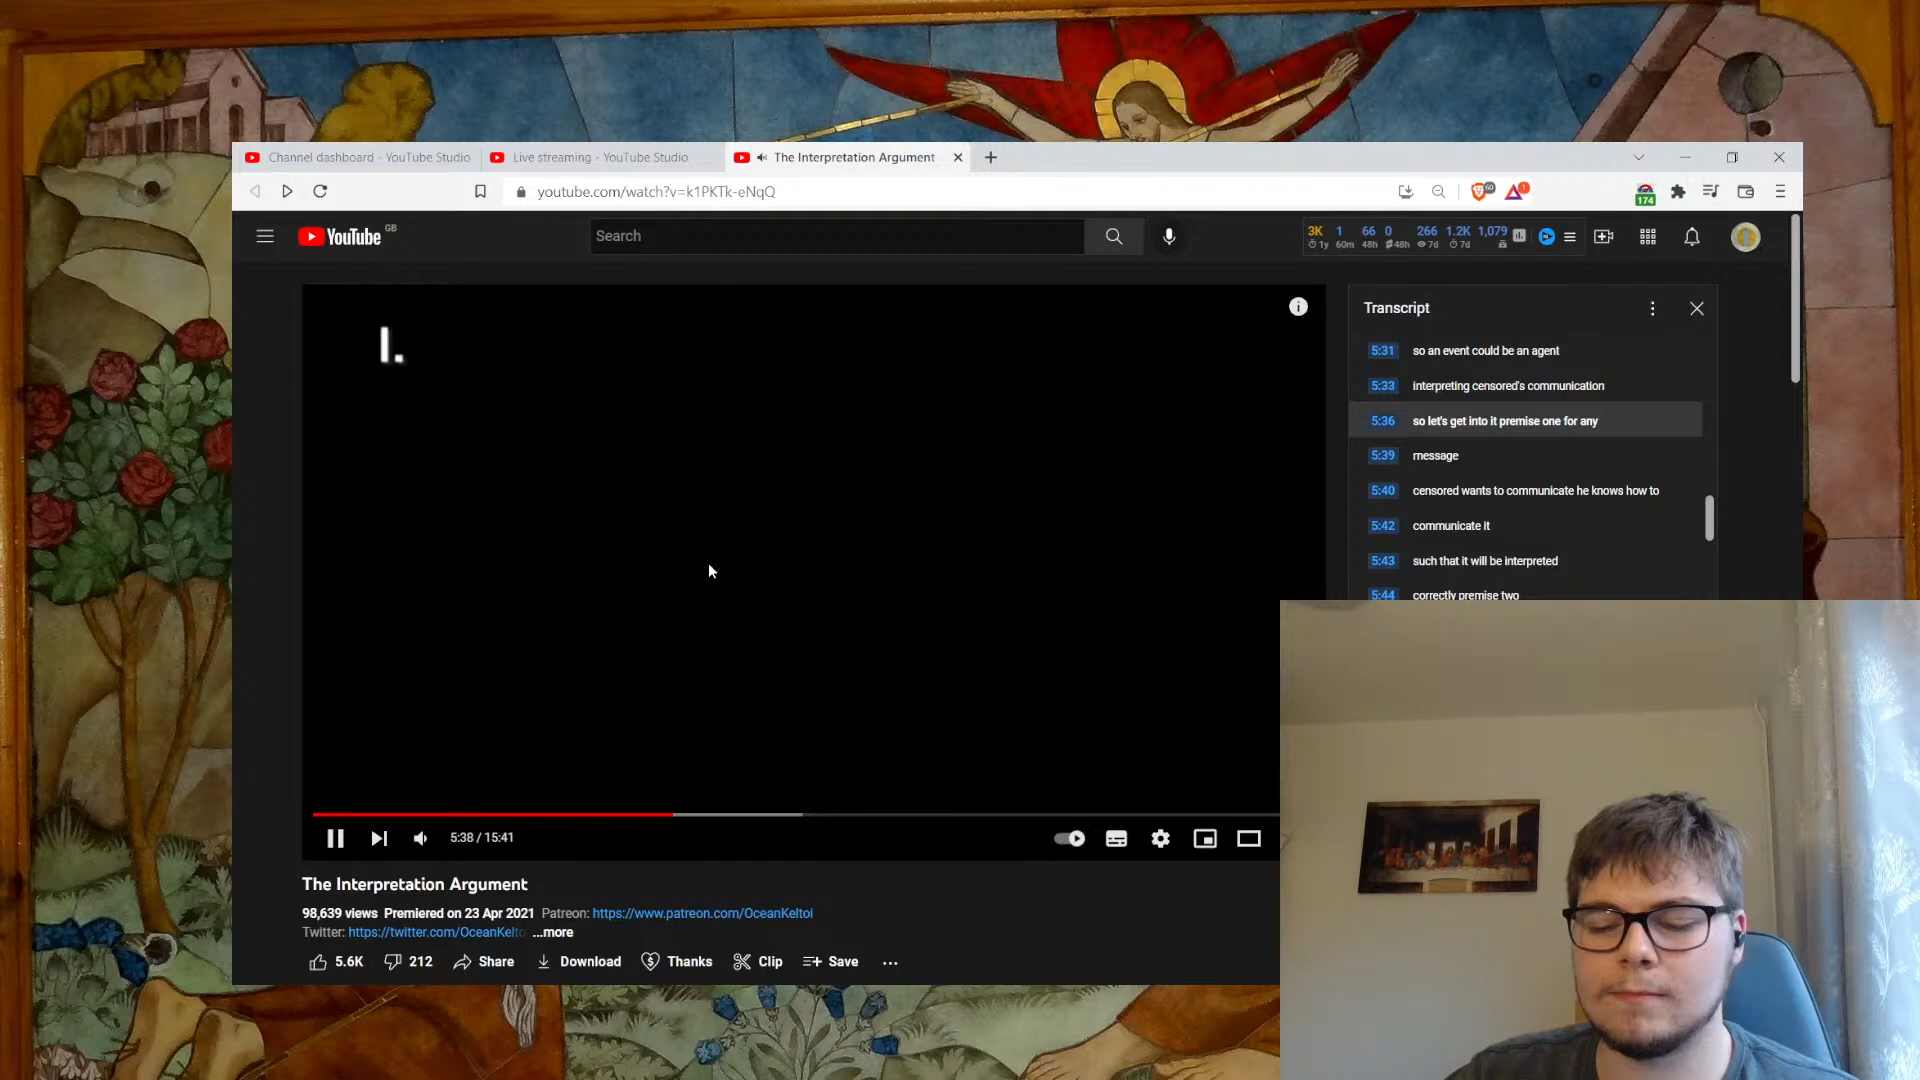 Channel dashboard - YouTube Studio
Live streaming - YouTube Studio
The Interpretation Argument
youtube.com/watch?v=k1PKTk-eNqQ
60
1
174
YouTube GB
Search
3K 1 66 0 266 1.2K 1,079
1y 60m 48h 48h 7d 7d
I.
Transcript
5:31 so an event could be an agent
5:33 interpreting censored's communication
5:36 so let's get into it premise one for any
5:39 message
5:40 censored wants to communicate he knows how to
5:42 communicate it
5:43 such that it will be interpreted
5:44 correctly premise two
5:38 / 15:41
The Interpretation Argument
98,639 views Premiered on 23 Apr 2021 Patreon: https://www.patreon.com/OceanKeltoi
Twitter: https://twitter.com/OceanKelto ...more
5.6K 212 Share Download Thanks Clip Save